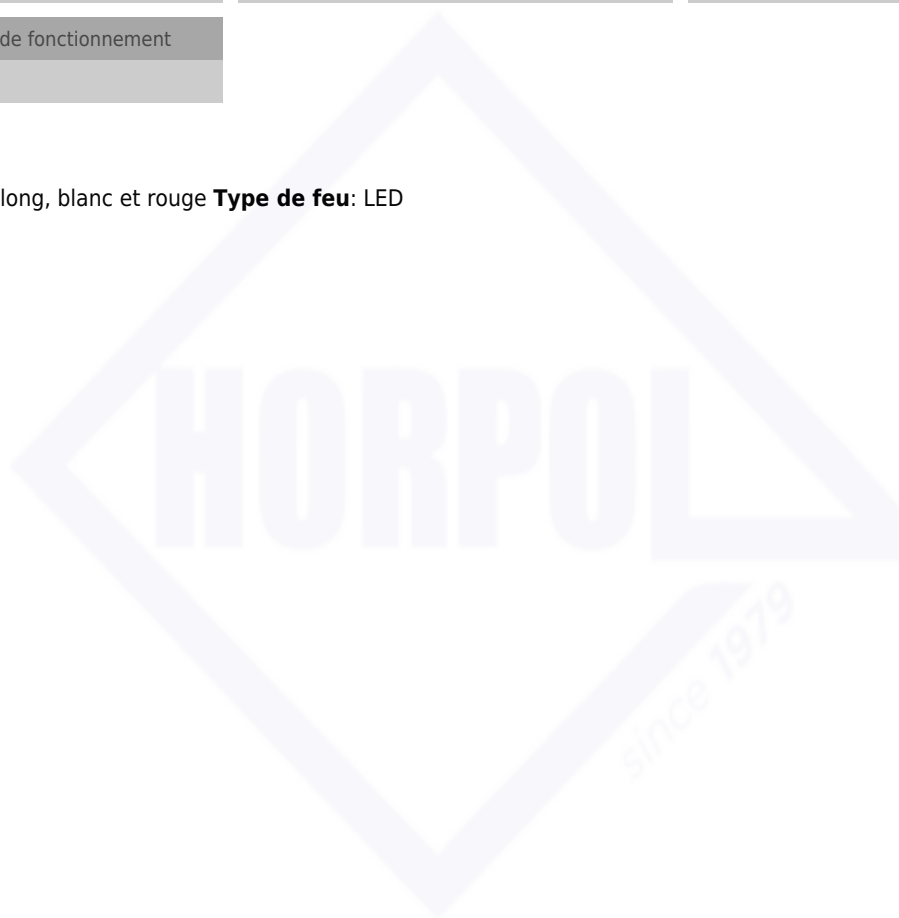 de fonctionnement
long, blanc et rouge Type de feu: LED
HORPOL
since 1979